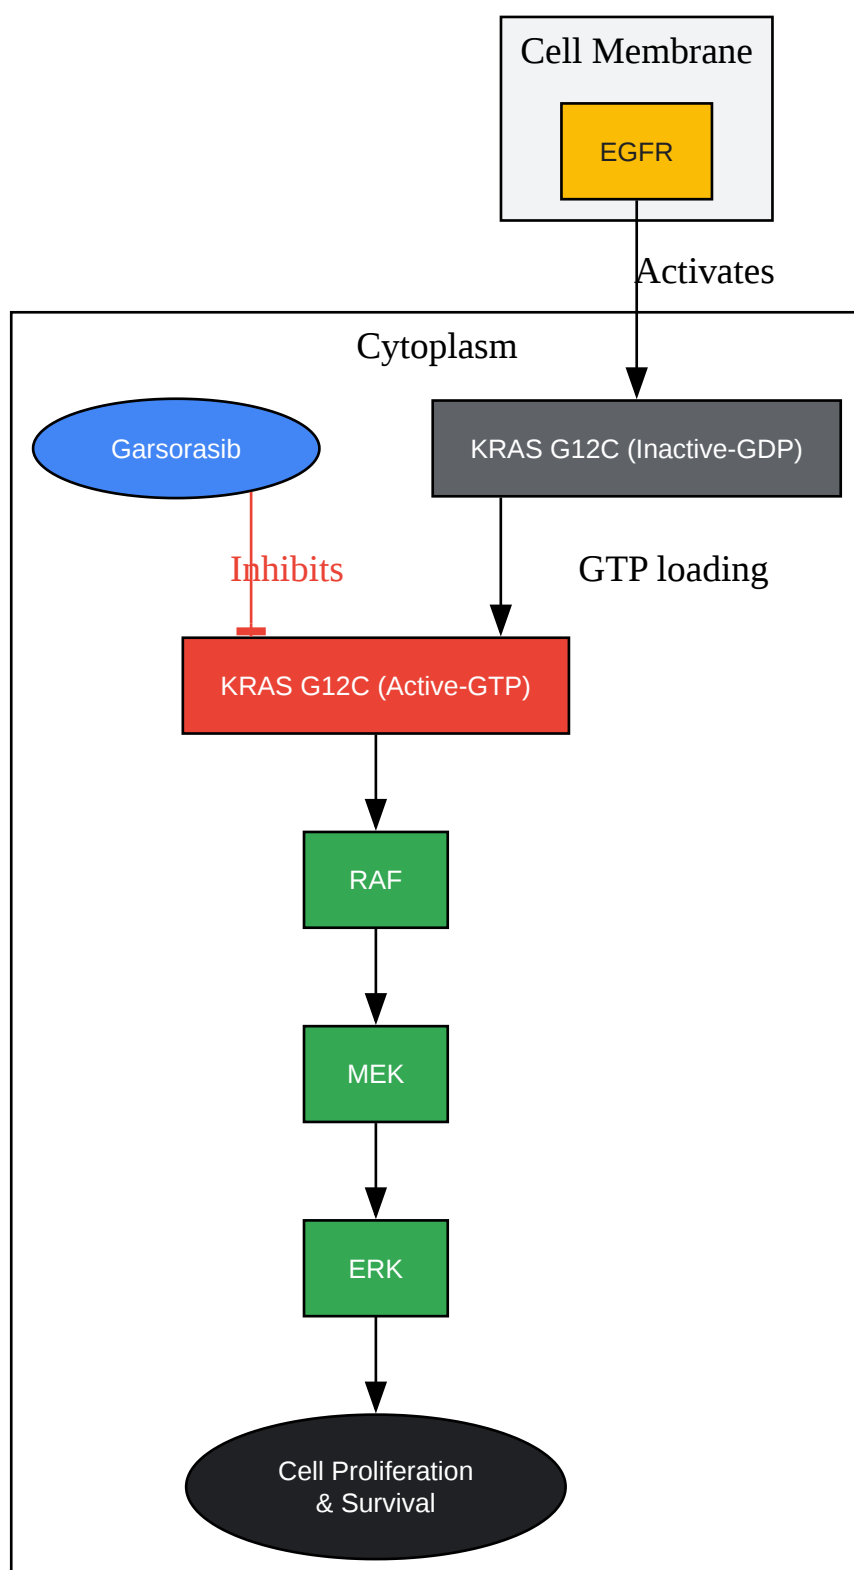 Cell Membrane
EGFR
Activates
Cytoplasm
Garsorasib
KRAS G12C (Inactive-GDP)
Inhibits
GTP loading
KRAS G12C (Active-GTP)
RAF
MEK
ERK
Cell Proliferation
& Survival